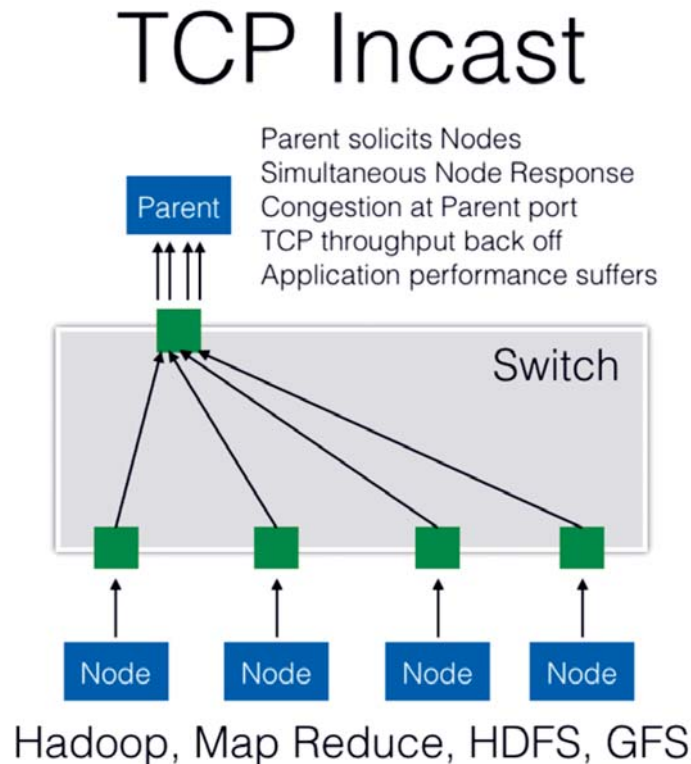 TCP Incast
Parent solicits Nodes
Simultaneous Node Response
Congestion at Parent port
TCP throughput back off
Application performance suffers
Parent
Switch
Node
Node
Node
Node
Hadoop, Map Reduce, HDFS, GFS